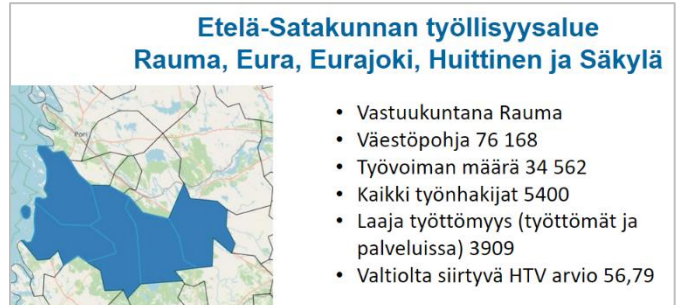 Etelä-Satakunnan työllisyysalue
Rauma, Eura, Eurajoki, Huittinen ja Säkylä
Pori
• Vastuukuntana Rauma
• Väestöpohja 76 168
• Työvoiman määrä 34 562
• Kaikki työnhakijat 5400
• Laaja työttömyys (työttömät ja
palveluissa) 3909
• Valtiolta siirtyvä HTV arvio 56,79